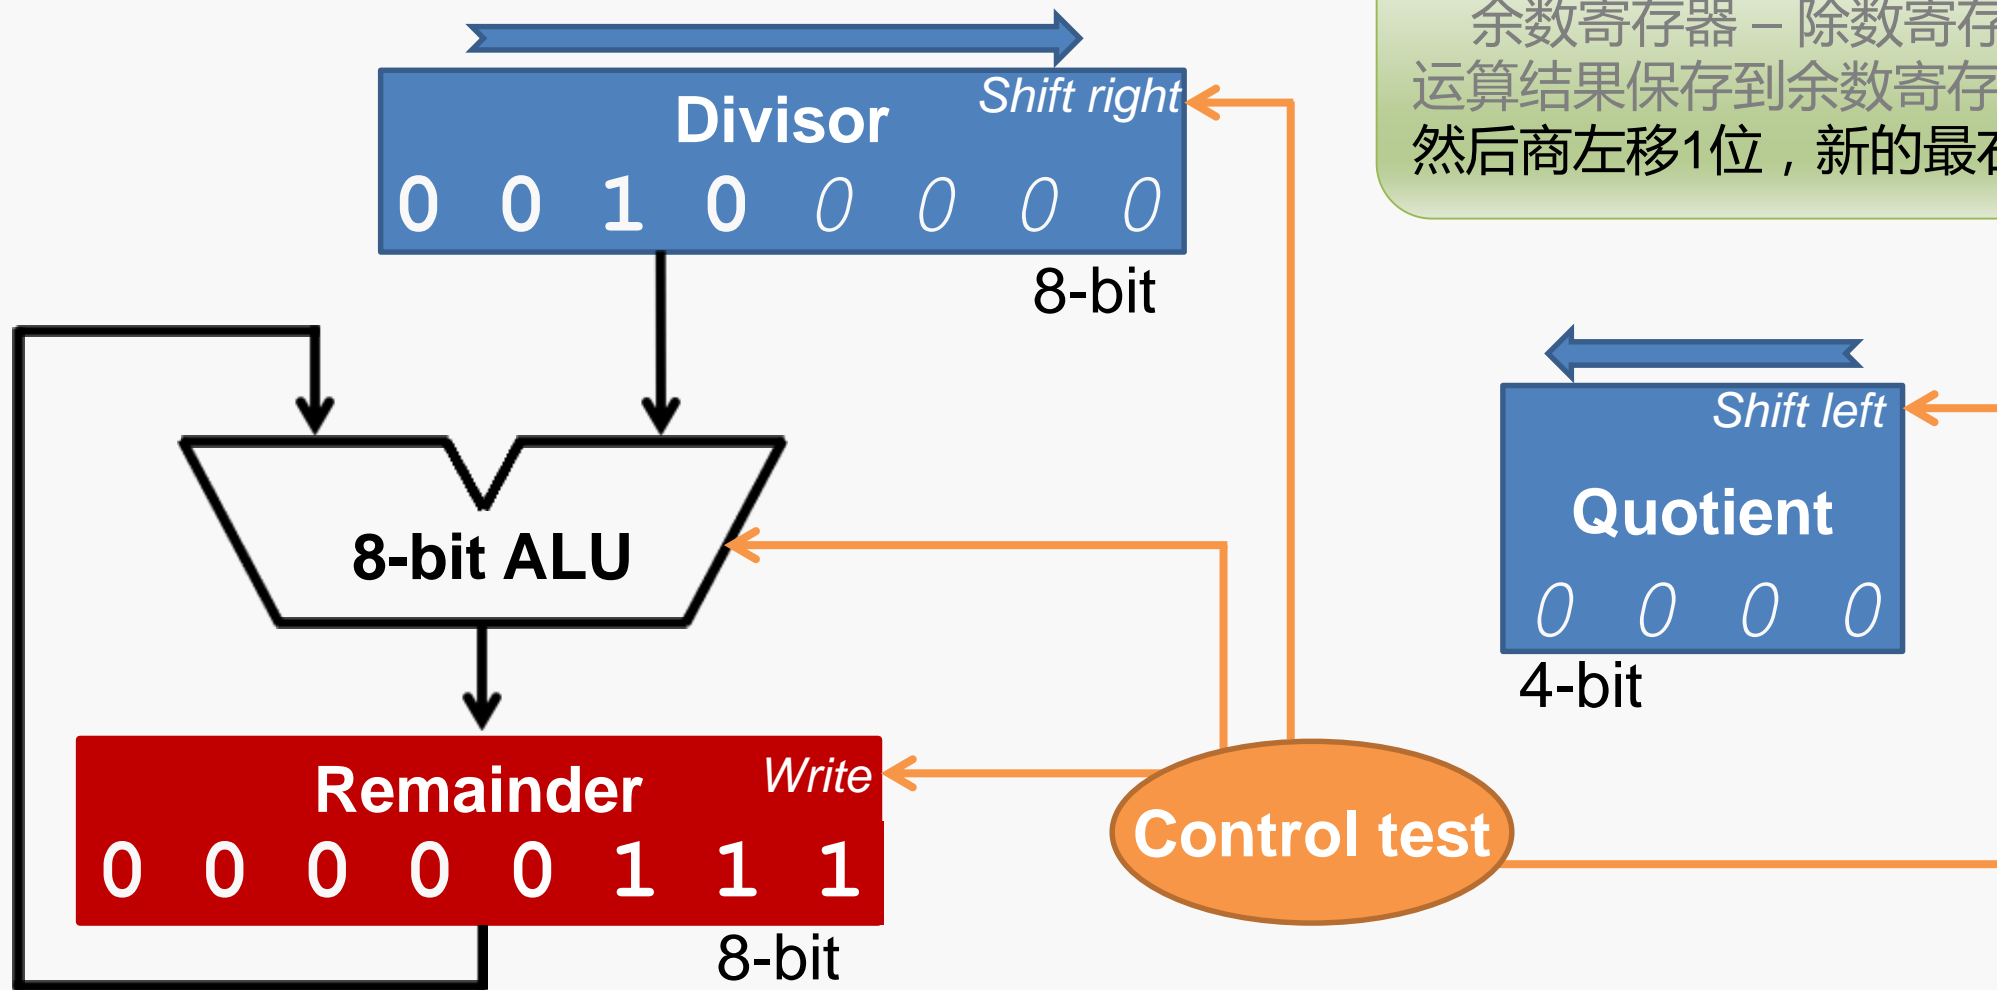 余数寄存器 – 除数寄存
运算结果保存到余数寄存
然后商左移1位，新的最右
Shift right
Divisor
0 0 1 0 0 0 0 0
8-bit
Shift left
Quotient
0 0 0 0
4-bit
8-bit ALU
Remainder
Write
0 0 0 0 0 1 1 1
8-bit
Control test